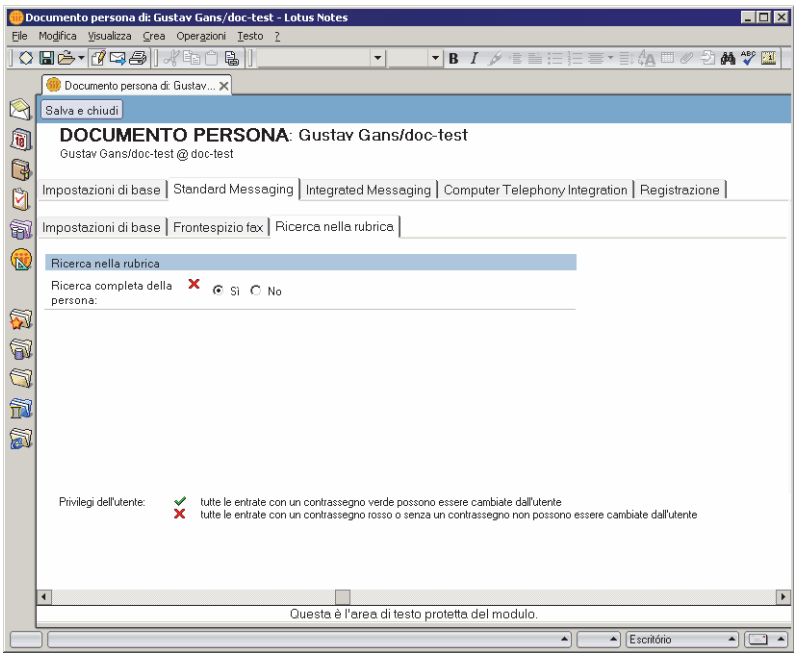 Documento persona di: Gustav Gans/doc-test - Lotus Notes
File Modifica Visualizza Crea Operazioni Testo ?
B I
Documento persona di: Gustav...
Salva e chiudi
DOCUMENTO PERSONA: Gustav Gans/doc-test
Gustav Gans/doc-test @ doc-test
Impostazioni di base Standard Messaging Integrated Messaging Computer Telephony Integration Registrazione
Impostazioni di base Frontespizio fax Ricerca nella rubrica
Ricerca nella rubrica
Ricerca completa della
persona:
Sì No
Privilegi dell'utente: tutte le entrate con un contrassegno verde possono essere cambiate dall'utente
tutte le entrate con un contrassegno rosso o senza un contrassegno non possono essere cambiate dall'utente
Questa è l'area di testo protetta del modulo.
Escritório